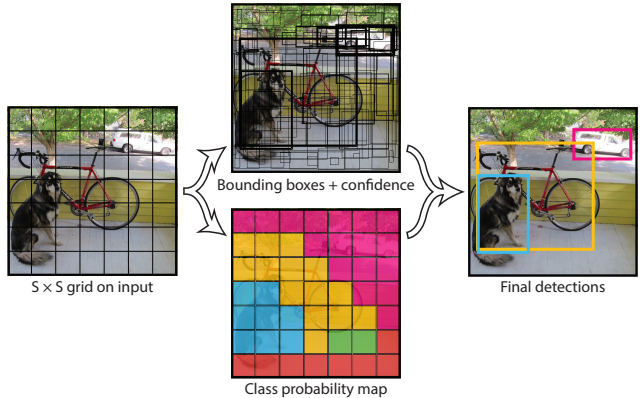 Bounding boxes + confidence
S × S grid on input
Final detections
Class probability map